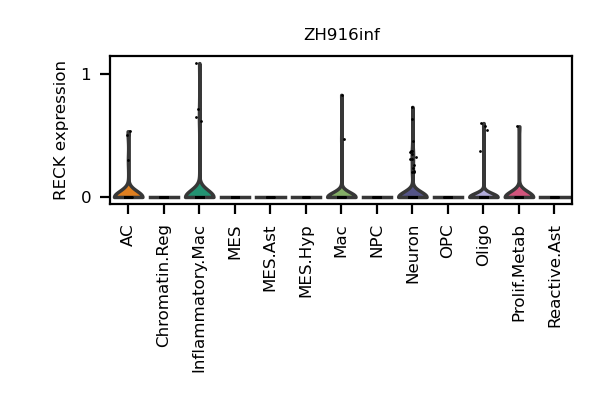 ZH916inf
RECK expression
1
0
AC
Chromatin.Reg
Inflammatory.Mac
MES
MES.Ast
MES.Hyp
Mac
NPC
Neuron
OPC
Oligo
Prolif.Metab
Reactive.Ast